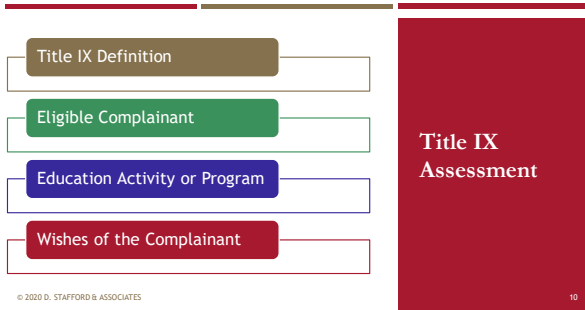 Title IX Definition
Eligible Complainant
Education Activity or Program
Wishes of the Complainant
Title IX
Assessment
© 2020 D. STAFFORD & ASSOCIATES
10